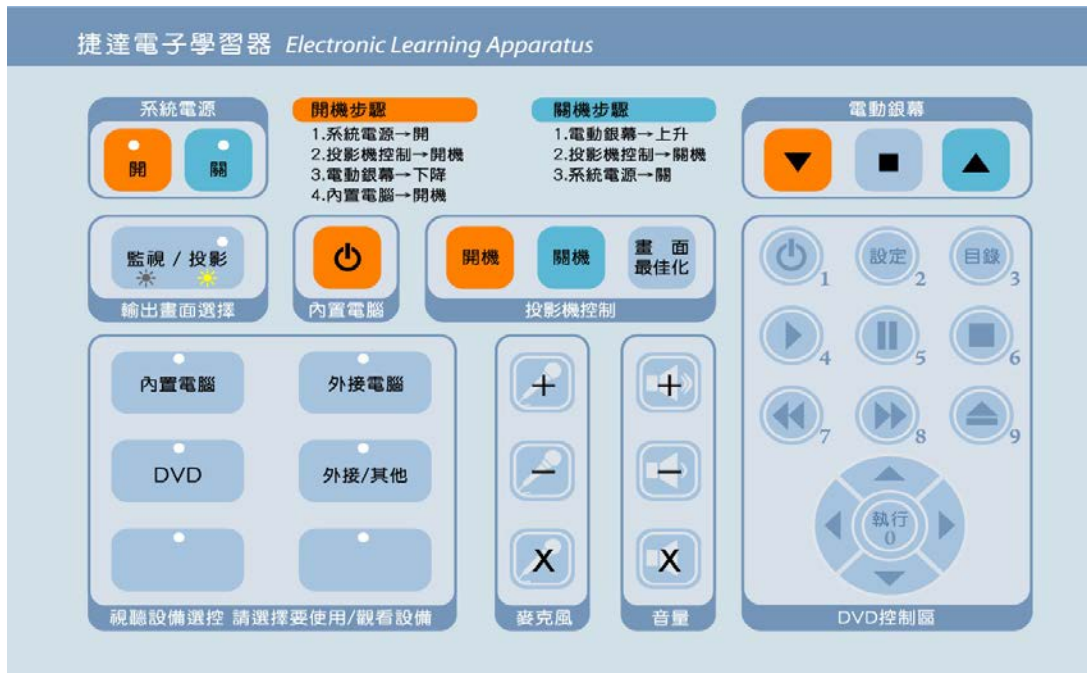 捷達電子學習器 Electronic Learning Apparatus
系統電源
開
關
開機步驟
1.系統電源→開
2.投影機控制→開機
3.電動銀幕→下降
4.內置電腦→開機
關機步驟
1.電動銀幕→上升
2.投影機控制→關機
3.系統電源→關
電動銀幕
監視 / 投影
輸出畫面選擇
內置電腦
開機
關機
畫 面
最佳化
投影機控制
1
設定 2
目錄 3
4
5
6
7
8
9
執行
0
DVD控制區
內置電腦
外接電腦
DVD
外接/其他
視聽設備選控 請選擇要使用/觀看設備
+
−
X
麥克風
+
−
X
音量